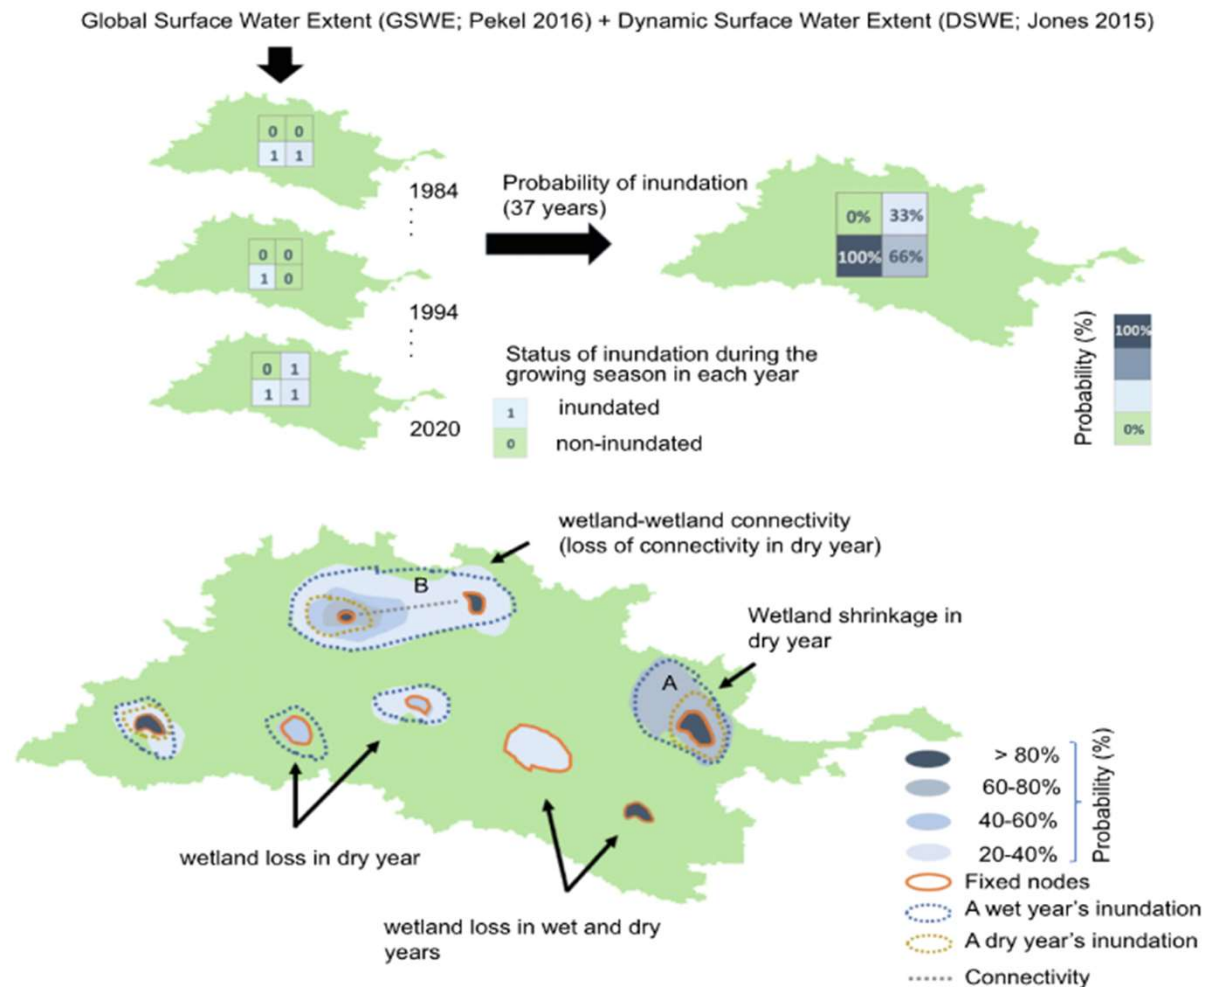 Global Surface Water Extent (GSWE; Pekel 2016) + Dynamic Surface Water Extent (DSWE; Jones 2015)
0 0
1 1
1984
0 0
1 0
1994
0 1
1 1
2020
Probability of inundation
(37 years)
0% 33%
100% 66%
Status of inundation during the
growing season in each year
1 inundated
0 non-inundated
Probability (%)
100%
0%
wetland-wetland connectivity
(loss of connectivity in dry year)
B
Wetland shrinkage in
dry year
A
wetland loss in dry year
wetland loss in wet and dry
years
> 80%
60-80%
40-60%
20-40%
Probability (%)
Fixed nodes
A wet year's inundation
A dry year's inundation
Connectivity